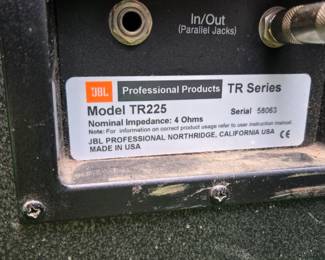 In/Out
(Parallel Jacks)
JBL Professional Products TR Series
Model TR225 Serial 58063
Nominal Impedance: 4 Ohms
Note: For information on correct product usage refer to user instruction manual.
JBL PROFESSIONAL NORTHRIDGE, CALIFORNIA USA
MADE IN USA CE